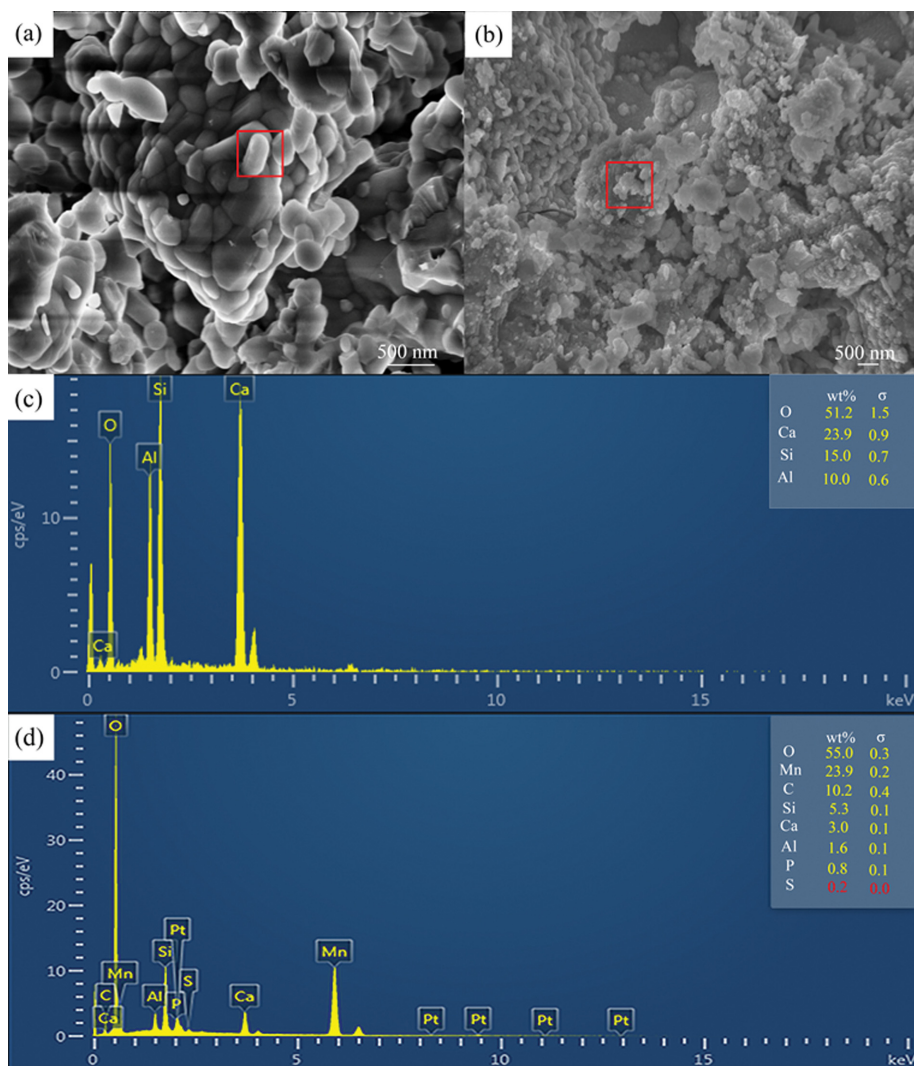 (a)
(b)
500 nm
500 nm
(c)
Si
Ca
O
Al
Ca
cps/eV
10
0
0
5
10
15
keV
wt% σ
O 51.2 1.5
Ca 23.9 0.9
Si 15.0 0.7
Al 10.0 0.6
(d)
O
Pt
Si
Mn
Mn
S
C
Al
P
Ca
Ca
Pt
Pt
Pt
Pt
cps/eV
40
30
20
10
0
0
5
10
15
keV
wt% σ
O 55.0 0.3
Mn 23.9 0.2
C 10.2 0.4
Si 5.3 0.1
Ca 3.0 0.1
Al 1.6 0.1
P 0.8 0.1
S 0.2 0.0